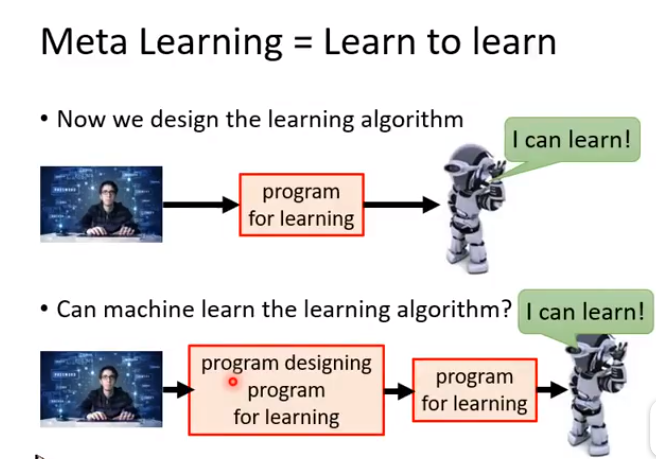 Meta Learning = Learn to learn
• Now we design the learning algorithm
I can learn!
program
for learning
• Can machine learn the learning algorithm?
I can learn!
program designing
program
for learning
program
for learning